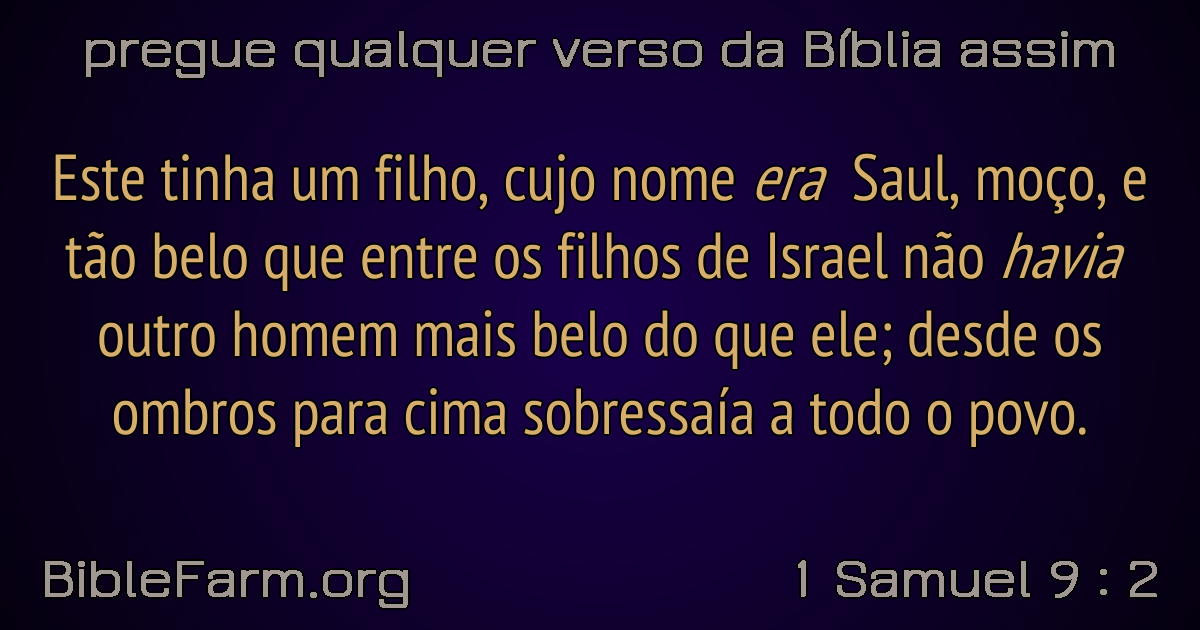 pregue qualquer verso da Bíblia assim
Este tinha um filho, cujo nome era Saul, moço, e
tão belo que entre os filhos de Israel não havia
outro homem mais belo do que ele; desde os
ombros para cima sobressaía a todo o povo.
BibleFarm.org
1 Samuel 9 : 2